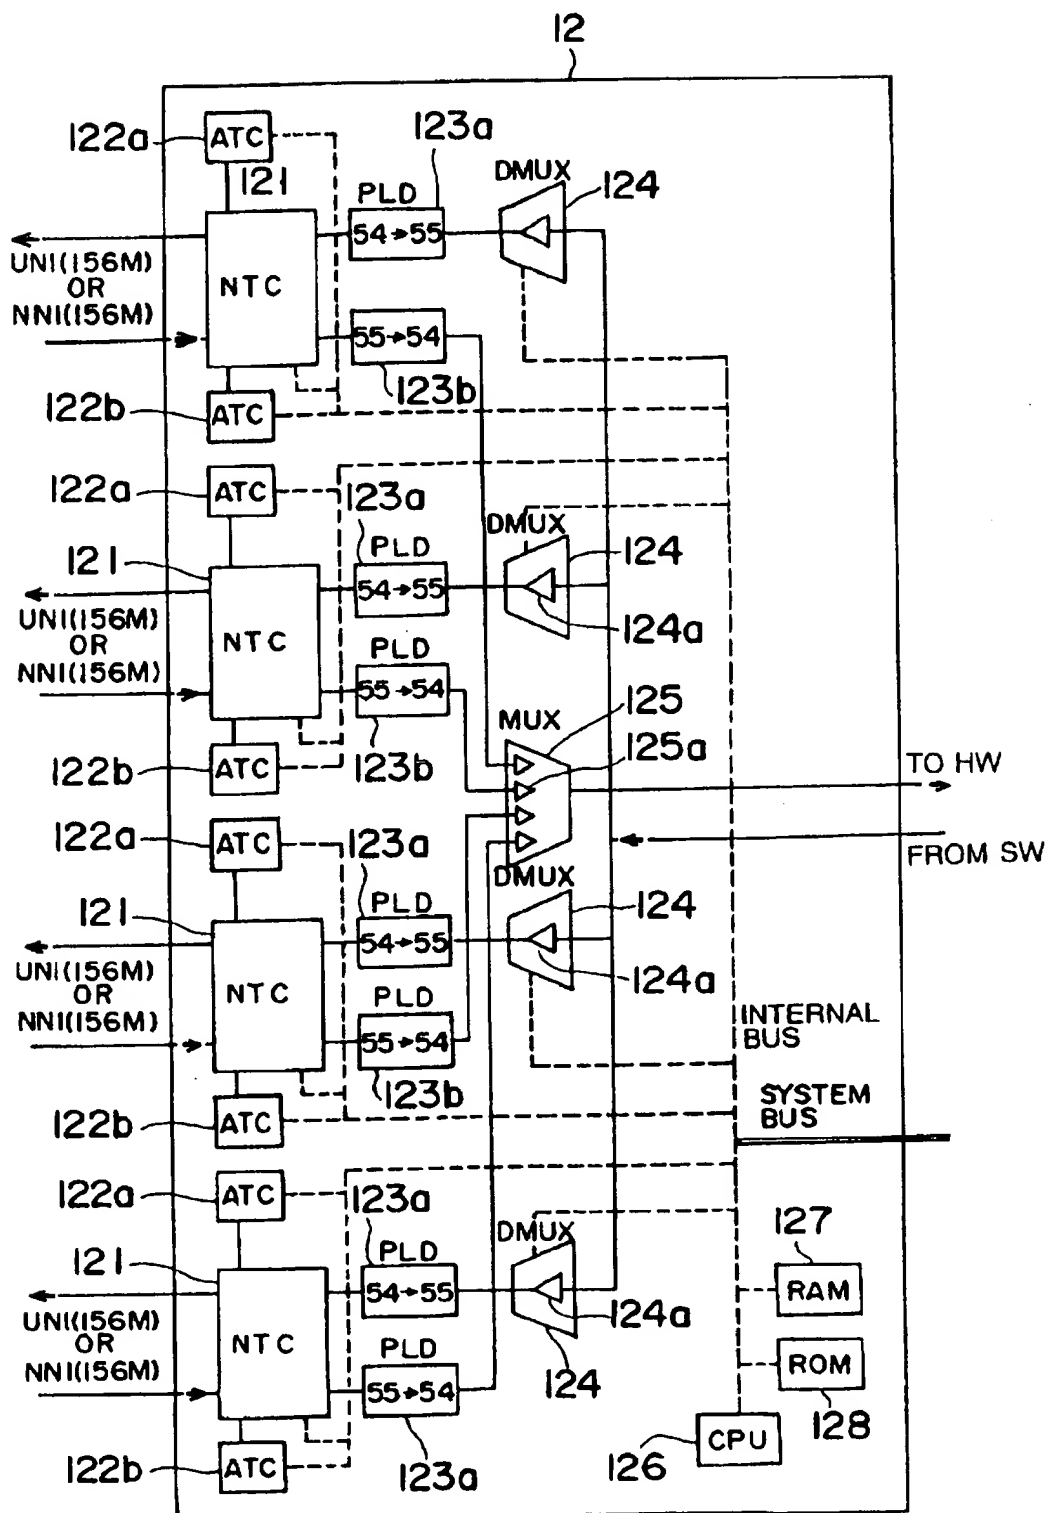 12
122a
ATC
121
123a
PLD
54→55
DMUX
124
UNI(156M)
OR
NNI(156M)
NTC
55→54
123b
122b
ATC
122a
ATC
123a
PLD
54→55
DMUX
124
124a
121
UNI(156M)
OR
NNI(156M)
NTC
PLD
55→54
123b
122b
ATC
MUX
125
125a
TO HW
FROM SW
122a
ATC
123a
PLD
54→55
DMUX
124
124a
121
UNI(156M)
OR
NNI(156M)
NTC
PLD
55→54
123b
122b
ATC
INTERNAL
BUS
SYSTEM
BUS
122a
ATC
123a
PLD
54→55
DMUX
124a
124
121
UNI(156M)
OR
NNI(156M)
NTC
PLD
55→54
123a
122b
ATC
127
RAM
ROM
128
CPU
126